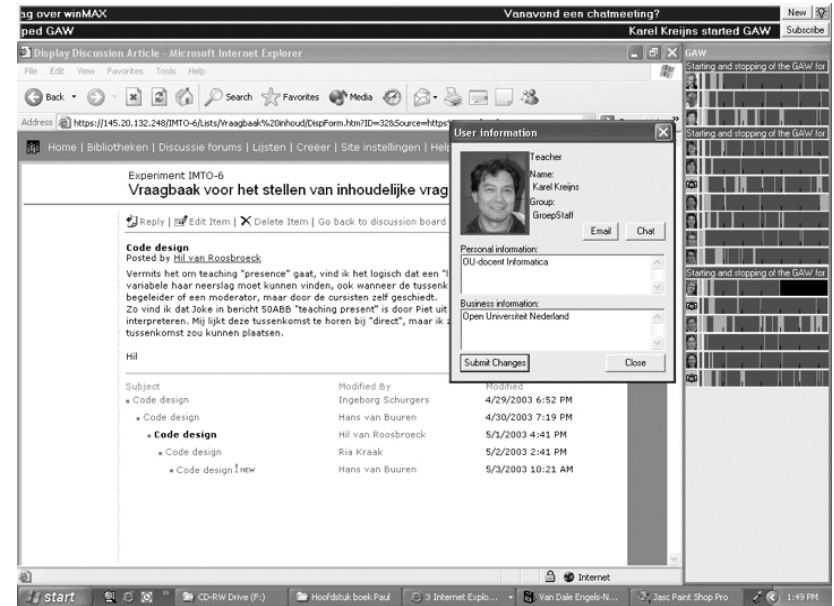 ag over winMAX
Vanavond een chatmeeting?
New
ped GAW
Karel Kreijns started GAW
Subscribe
Display Discussion Article - Microsoft Internet Explorer
GAW
File Edit View Favorites Tools Help
Starting and stopping of the GAW for
Back
Search Favorites Media
Address https://145.20.132.248/IMTO-6/Lists/Vraagbaak%20inhoud/DispForm.htm?ID=32&Source=https
Home | Bibliotheken | Discussie forums | Lijsten | Creëer | Site instellingen | Help
User information
Teacher
Name:
Karel Kreijns
Group:
GroepStaff
Email
Chat
Personal information:
OU-docent Informatica
Business information:
Open Universiteit Nederland
Submit Changes
Close
Starting and stopping of the GAW for
Starting and stopping of the GAW for
Experiment IMTO-6
Vraagbaak voor het stellen van inhoudelijke vrag
Reply | Edit Item | Delete Item | Go back to discussion board
Code design
Posted by Hil van Roosbroeck
Vermits het om teaching "presence" gaat, vind ik het logisch dat een "l
variabele haar neerslag moet kunnen vinden, ook wanneer de tussenk
begeleider of een moderator, maar door de cursisten zelf geschiedt.
Zo vind ik dat Joke in bericht 50ABB "teaching present" is door Piet uit
interpreteren. Mij lijkt deze tussenkomst te horen bij "direct", maar ik z
tussenkomst zou kunnen plaatsen.
Hil
Subject Modified By Modified
Code design Ingeborg Schurgers 4/29/2003 6:52 PM
Code design Hans van Buuren 4/30/2003 7:19 PM
Code design Hil van Roosbroeck 5/1/2003 4:41 PM
Code design Ria Kraak 5/2/2003 2:41 PM
Code design ! NEW Hans van Buuren 5/3/2003 10:21 AM
Internet
start
CD-RW Drive (F:)
Hoofdstuk boek Paul
3 Internet Explo...
Van Dale Engels-N...
Jasc Paint Shop Pro
1:49 PM